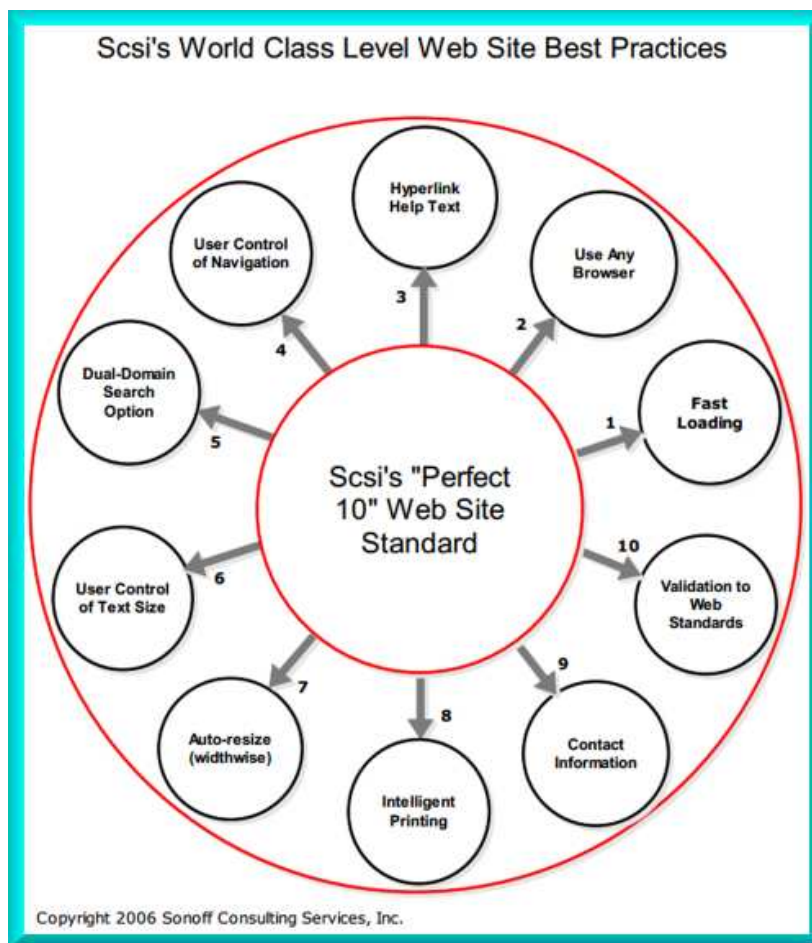 Scsi's World Class Level Web Site Best Practices
Hyperlink
Help Text
User Control
of Navigation
Use Any
Browser
3
2
4
Dual-Domain
Search
Option
Fast
Loading
1
5
Scsi's "Perfect
10" Web Site
Standard
10
6
User Control
of Text Size
Validation to
Web
Standards
9
7
8
Auto-resize
(widthwise)
Contact
Information
Intelligent
Printing
Copyright 2006 Sonoff Consulting Services, Inc.